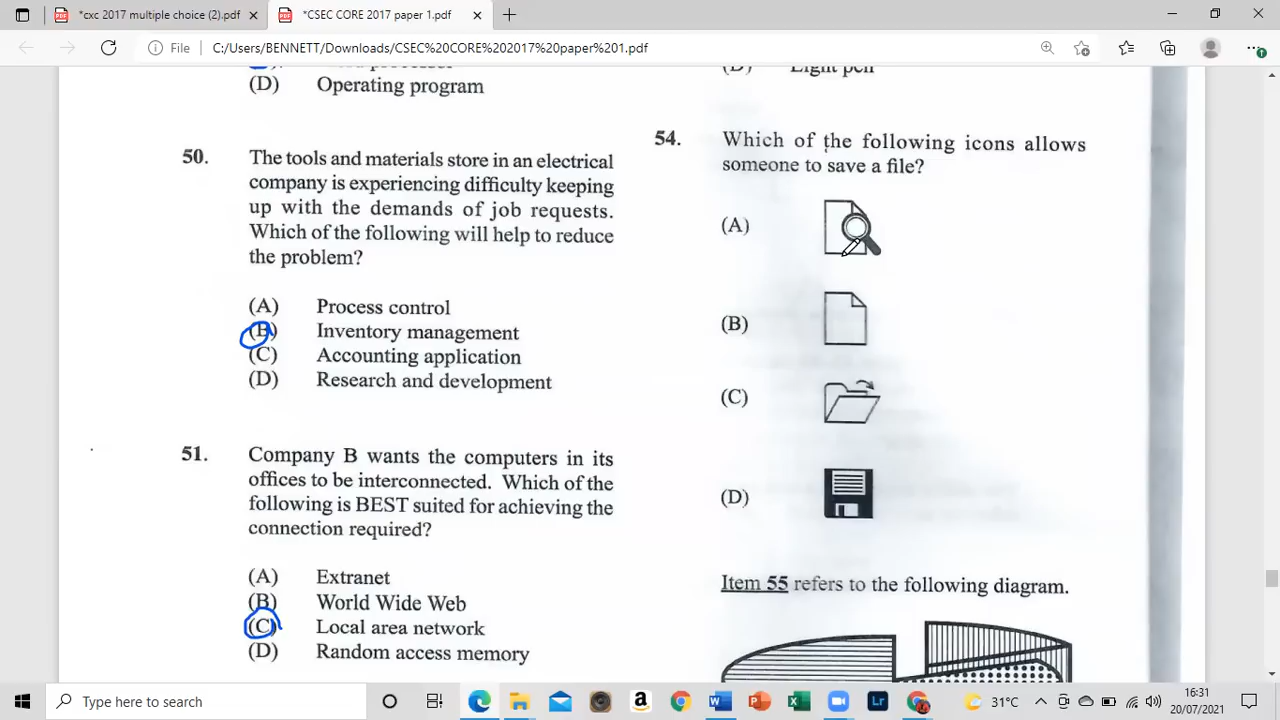 *cxc 2017 multiple choice (2).pdf
*CSEC CORE 2017 paper 1.pdf
File
C:/Users/BENNETT/Downloads/CSEC%20CORE%202017%20paper%201.pdf
(D) Operating program
50. The tools and materials store in an electrical
company is experiencing difficulty keeping
up with the demands of job requests.
Which of the following will help to reduce
the problem?
(A) Process control
(B) Inventory management
(C) Accounting application
(D) Research and development
51. Company B wants the computers in its
offices to be interconnected. Which of the
following is BEST suited for achieving the
connection required?
(A) Extranet
(B) World Wide Web
(C) Local area network
(D) Random access memory
(D) Light pen
54. Which of the following icons allows
someone to save a file?
(A)
(B)
(C)
(D)
Item 55 refers to the following diagram.
Type here to search
31°C
16:31
20/07/2021